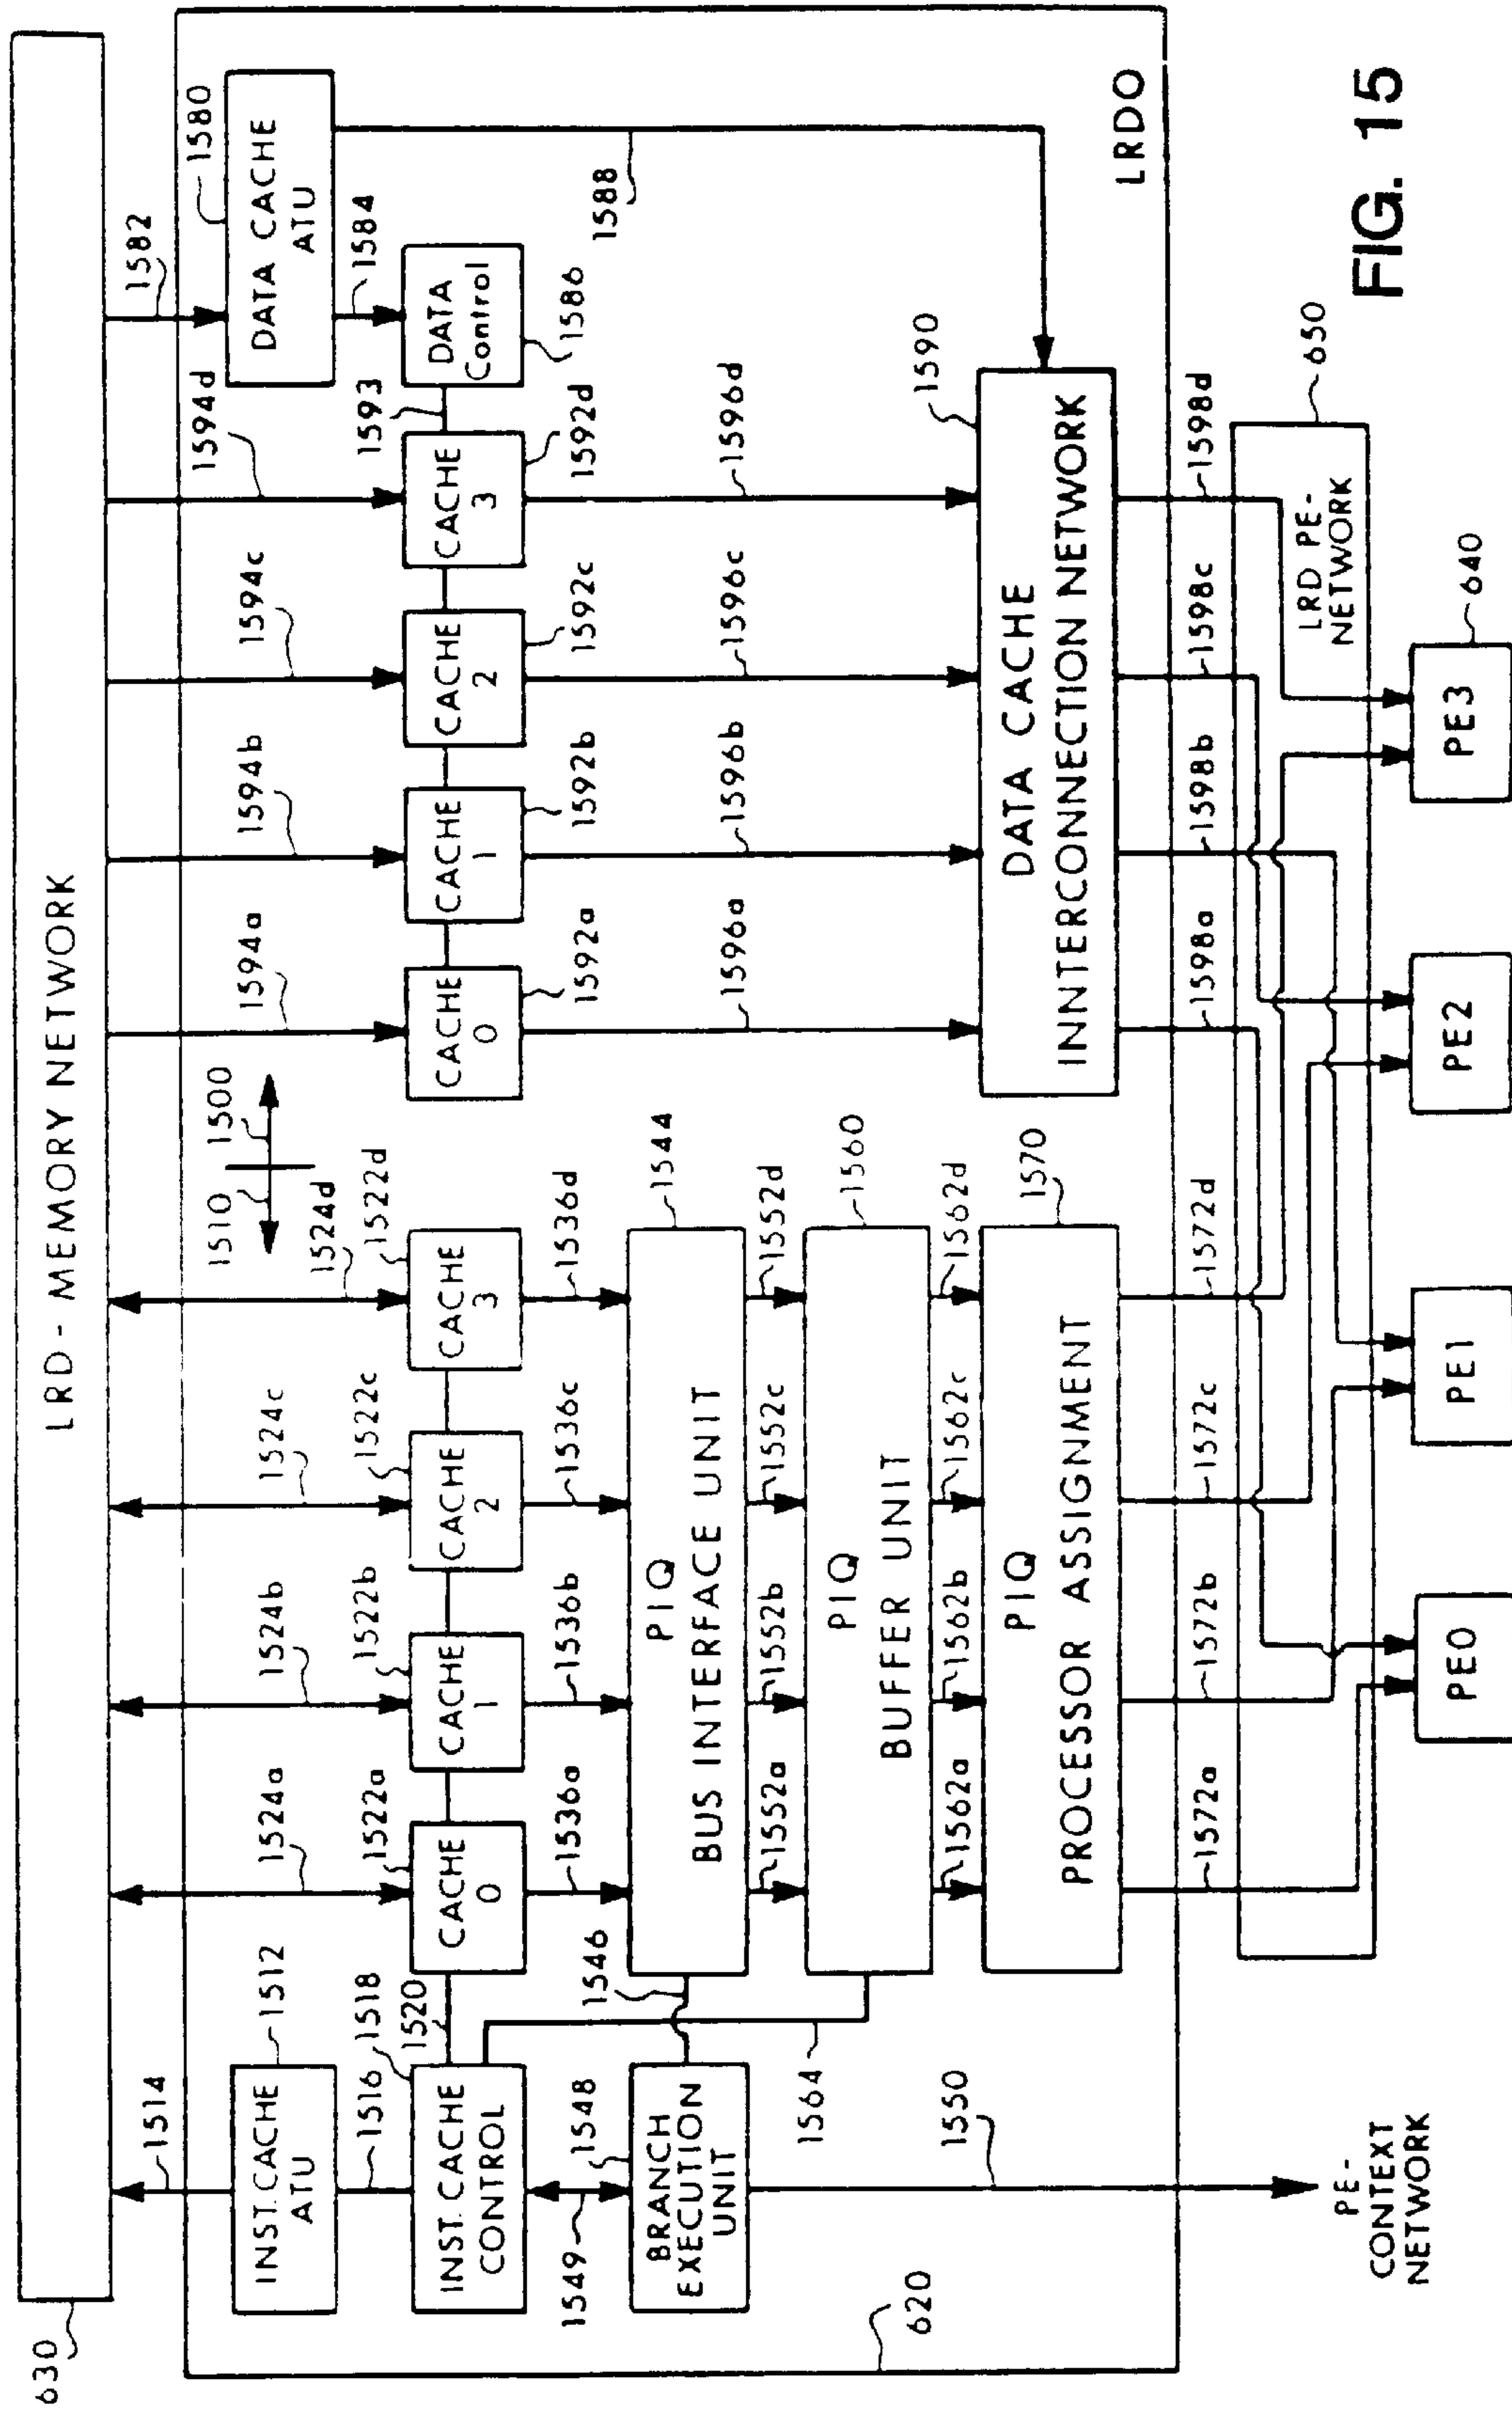 630
LRD - MEMORY NETWORK
1514
1524a
1524b
1524c
1524d
1510
1500
1594a
1594b
1594c
1594d
1582
1580
1512
INST. CACHE
ATU
DATA CACHE
ATU
1516
1518
1520
1522a
1522b
1522c
1522d
1593
1584
INST. CACHE
CONTROL
CACHE
0
CACHE
1
CACHE
2
CACHE
3
CACHE
0
CACHE
1
CACHE
2
CACHE
3
DATA
Control
1549
1548
1546
1536a
1536b
1536c
1536d
1592a
1592b
1592c
1592d
1586
1588
BRANCH
EXECUTION
UNIT
PIQ
BUS INTERFACE UNIT
1544
1564
1552a
1552b
1552c
1552d
1596a
1596b
1596c
1596d
PIQ
BUFFER UNIT
1560
1550
1562a
1562b
1562c
1562d
1590
620
PIQ
PROCESSOR ASSIGNMENT
1570
DATA CACHE
INNTERCONNECTION NETWORK
LRDO
1572a
1572b
1572c
1572d
1598a
1598b
1598c
1598d
650
LRD PE-
NETWORK
PE-
CONTEXT
NETWORK
PE0
PE1
PE2
PE3
640
FIG. 15